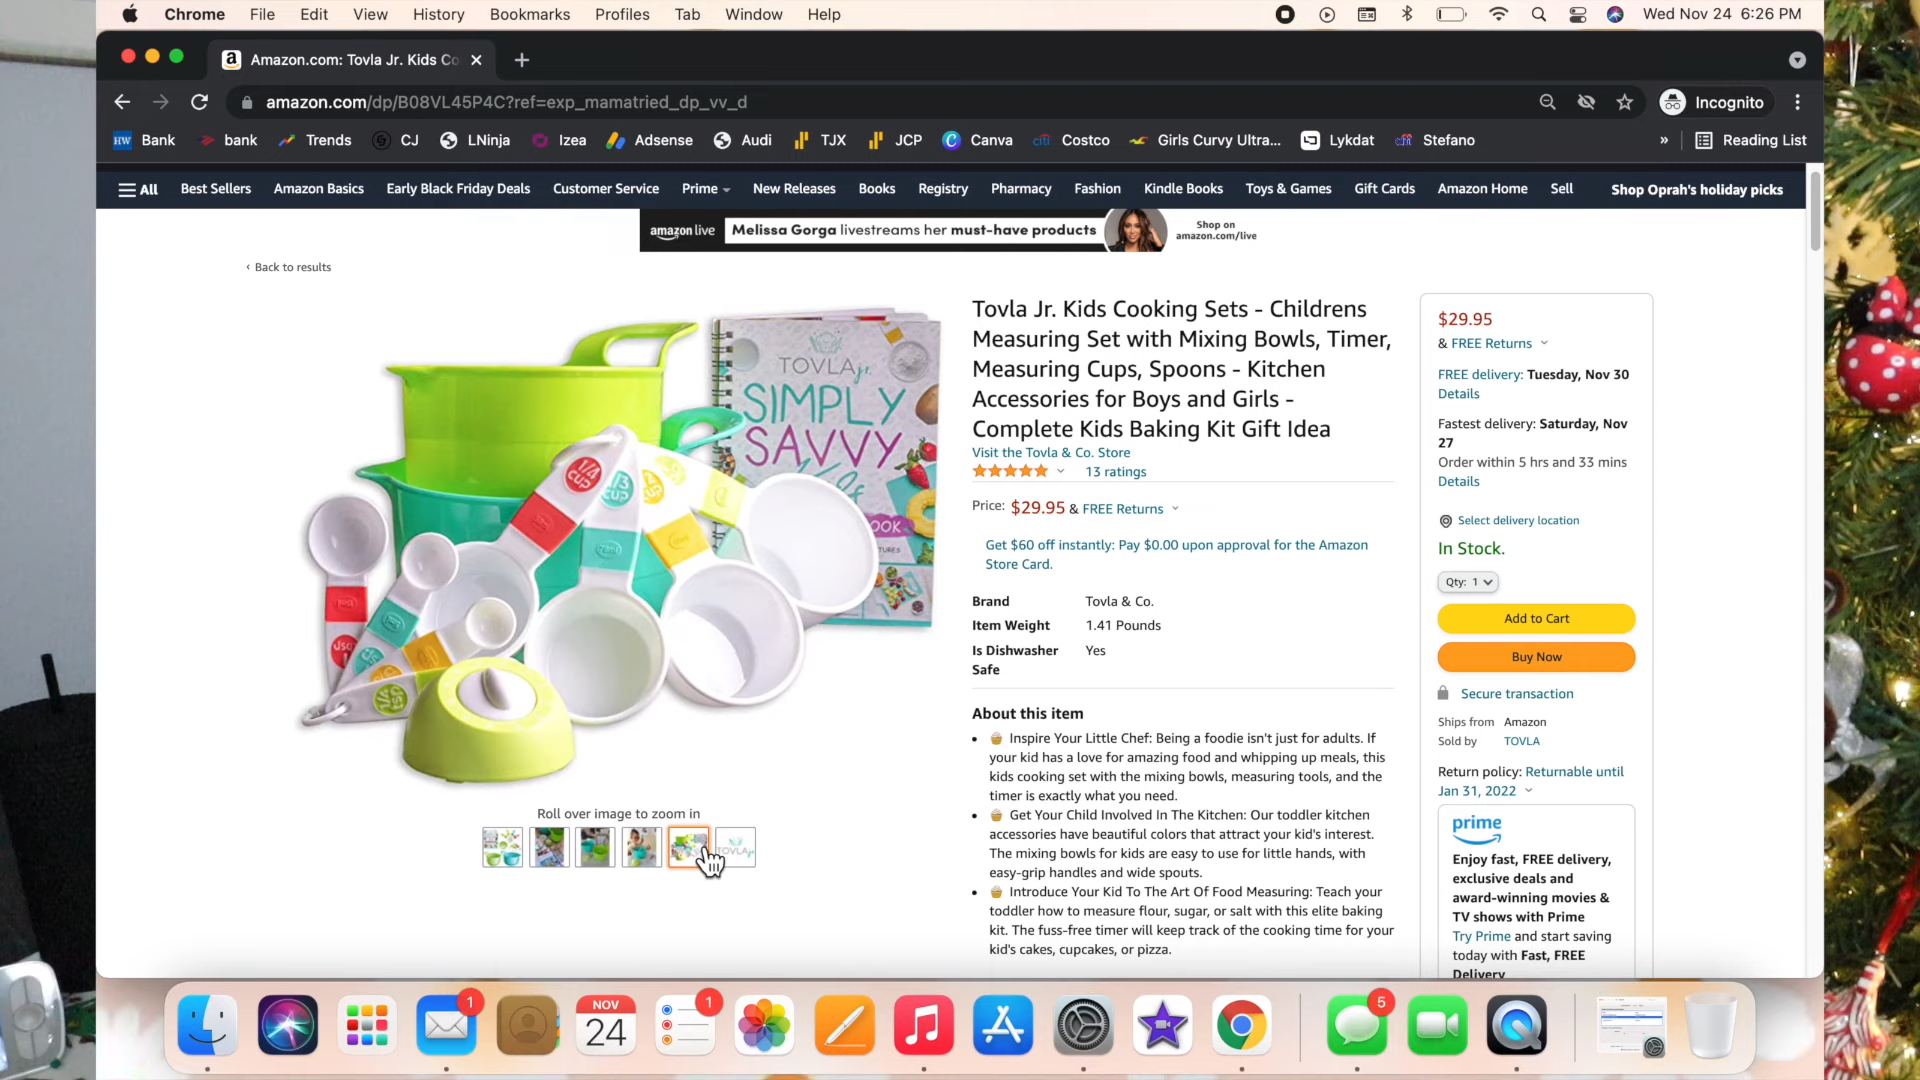 Chrome File Edit View History Bookmarks Profiles Tab Window Help
Wed Nov 24 6:26 PM
Amazon.com: Tovla Jr. Kids Co
amazon.com/dp/B08VL45P4C?ref=exp_mamatried_dp_vv_d
Incognito
HW Bank bank Trends CJ LNinja Izea Adsense Audi TJX JCP Canva citi Costco Girls Curvy Ultra... Lykdat citi Stefano » Reading List
All Best Sellers Amazon Basics Early Black Friday Deals Customer Service Prime New Releases Books Registry Pharmacy Fashion Kindle Books Toys & Games Gift Cards Amazon Home Sell Shop Oprah's holiday picks
amazon live Melissa Gorga livestreams her must-have products
Shop on
amazon.com/live
‹ Back to results
TOVLA jr.
SIMPLY
SAVVY
1/4
CUP
1/3
CUP
Roll over image to zoom in
TOVLA
Tovla Jr. Kids Cooking Sets - Childrens
Measuring Set with Mixing Bowls, Timer,
Measuring Cups, Spoons - Kitchen
Accessories for Boys and Girls -
Complete Kids Baking Kit Gift Idea
Visit the Tovla & Co. Store
13 ratings
Price: $29.95 & FREE Returns
Get $60 off instantly: Pay $0.00 upon approval for the Amazon
Store Card.
Brand Tovla & Co.
Item Weight 1.41 Pounds
Is Dishwasher Yes
Safe
About this item
• Inspire Your Little Chef: Being a foodie isn't just for adults. If
your kid has a love for amazing food and whipping up meals, this
kids cooking set with the mixing bowls, measuring tools, and the
timer is exactly what you need.
• Get Your Child Involved In The Kitchen: Our toddler kitchen
accessories have beautiful colors that attract your kid's interest.
The mixing bowls for kids are easy to use for little hands, with
easy-grip handles and wide spouts.
• Introduce Your Kid To The Art Of Food Measuring: Teach your
toddler how to measure flour, sugar, or salt with this elite baking
kit. The fuss-free timer will keep track of the cooking time for your
kid's cakes, cupcakes, or pizza.
$29.95
& FREE Returns
FREE delivery: Tuesday, Nov 30
Details
Fastest delivery: Saturday, Nov
27
Order within 5 hrs and 33 mins
Details
Select delivery location
In Stock.
Qty: 1
Add to Cart
Buy Now
Secure transaction
Ships from Amazon
Sold by TOVLA
Return policy: Returnable until
Jan 31, 2022
prime
Enjoy fast, FREE delivery,
exclusive deals and
award-winning movies &
TV shows with Prime
Try Prime and start saving
today with Fast, FREE
Delivery
1
NOV
24
1
5